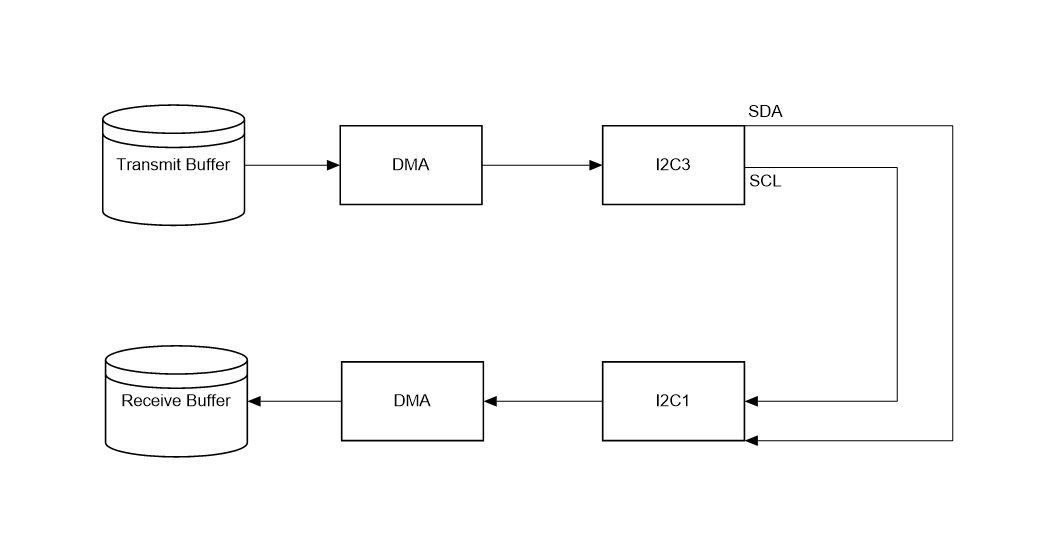 SDA
Transmit Buffer
DMA
I2C3
SCL
Receive Buffer
DMA
I2C1